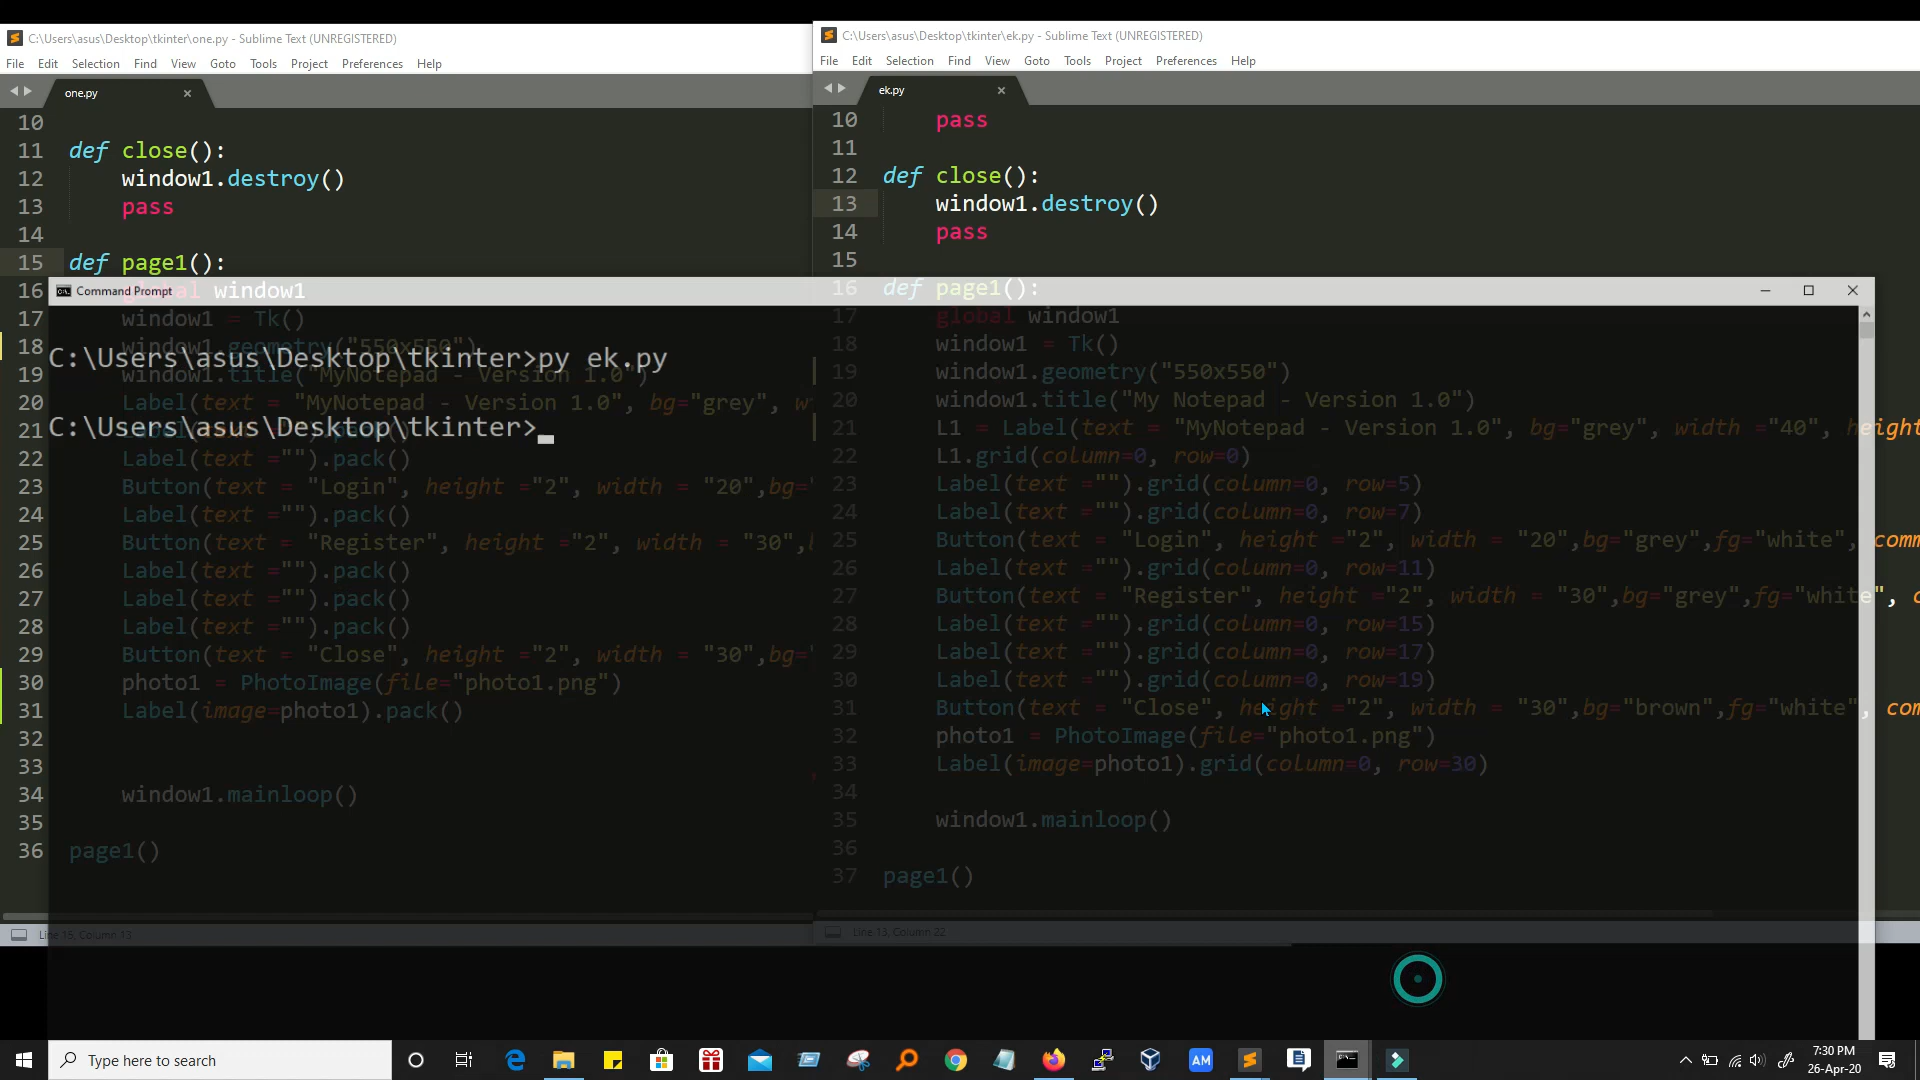 C:\Users\asus\Desktop\tkinter\one.py - Sublime Text (UNREGISTERED)
File Edit Selection Find View Goto Tools Project Preferences Help
one.py
10
11 def close():
12 window1.destroy()
13 pass
14
15 def page1():
16 global window1
17 window1 = Tk()
18 window1.geometry("550x550")
19 window1.title("MyNotepad - Version 1.0")
20 Label(text = "MyNotepad - Version 1.0", bg="grey", w
21
22 Label(text ="").pack()
23 Button(text = "Login", height ="2", width = "20",bg="
24 Label(text ="").pack()
25 Button(text = "Register", height ="2", width = "30",
26 Label(text ="").pack()
27 Label(text ="").pack()
28 Label(text ="").pack()
29 Button(text = "Close", height ="2", width = "30",bg="
30 photo1 = PhotoImage(file="photo1.png")
31 Label(image=photo1).pack()
32
33
34 window1.mainloop()
35
36 page1()
Line 15, Column 13
C:\Users\asus\Desktop\tkinter\ek.py - Sublime Text (UNREGISTERED)
File Edit Selection Find View Goto Tools Project Preferences Help
ek.py
10 pass
11
12 def close():
13 window1.destroy()
14 pass
15
16 def page1():
17 global window1
18 window1 = Tk()
19 window1.geometry("550x550")
20 window1.title("My Notepad - Version 1.0")
21 L1 = Label(text = "MyNotepad - Version 1.0", bg="grey", width ="40", height
22 L1.grid(column=0, row=0)
23 Label(text ="").grid(column=0, row=5)
24 Label(text ="").grid(column=0, row=7)
25 Button(text = "Login", height ="2", width = "20",bg="grey",fg="white", comm
26 Label(text ="").grid(column=0, row=11)
27 Button(text = "Register", height ="2", width = "30",bg="grey",fg="white", c
28 Label(text ="").grid(column=0, row=15)
29 Label(text ="").grid(column=0, row=17)
30 Label(text ="").grid(column=0, row=19)
31 Button(text = "Close", height ="2", width = "30",bg="brown",fg="white", com
32 photo1 = PhotoImage(file="photo1.png")
33 Label(image=photo1).grid(column=0, row=30)
34
35 window1.mainloop()
36
37 page1()
Line 13, Column 22
Command Prompt
C:\Users\asus\Desktop\tkinter>py ek.py
C:\Users\asus\Desktop\tkinter>
Type here to search
AM
7:30 PM
26-Apr-20